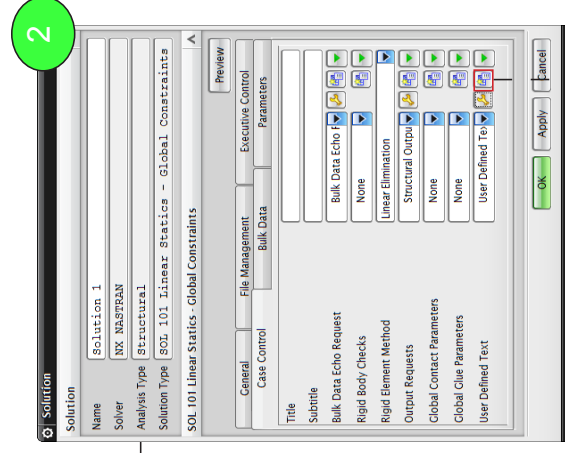 2
Solution
Solution
Name Solution 1
Solver NX NASTRAN
Analysis Type Structural
Solution Type SOL 101 Linear Statics - Global Constraints
SOL 101 Linear Statics - Global Constraints
Preview
General File Management Executive Control
Case Control Bulk Data Parameters
Title
Subtitle
Bulk Data Echo Request Bulk Data Echo F
Rigid Body Checks None
Rigid Element Method Linear Elimination
Output Requests Structural Outpu
Global Contact Parameters None
Global Glue Parameters None
User Defined Text User Defined Te
OK Apply Cancel